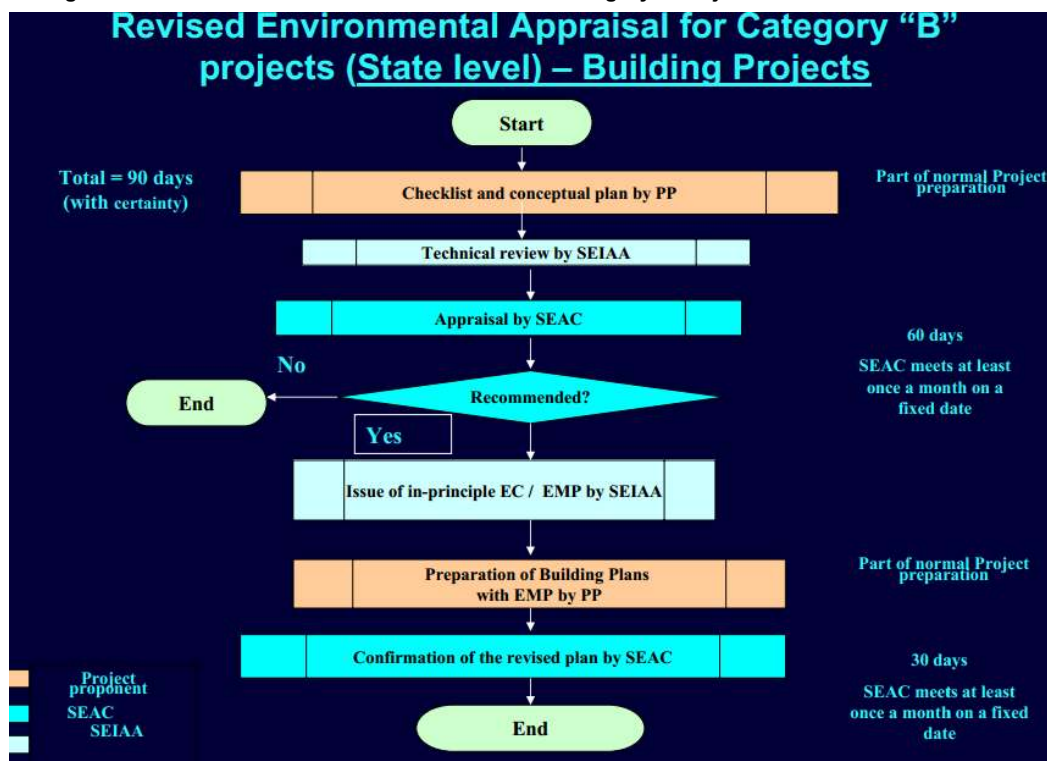 Revised Environmental Appraisal for Category “B”
projects (State level) – Building Projects
Start
Total = 90 days
(with certainty)
Checklist and conceptual plan by PP
Part of normal Project
preparation
Technical review by SEIAA
Appraisal by SEAC
60 days
SEAC meets at least
once a month on a
fixed date
No
Recommended?
End
Yes
Issue of in-principle EC / EMP by SEIAA
Preparation of Building Plans
with EMP by PP
Part of normal Project
preparation
Confirmation of the revised plan by SEAC
30 days
SEAC meets at least
once a month on a fixed
date
End
Project
proponent
SEAC
SEIAA